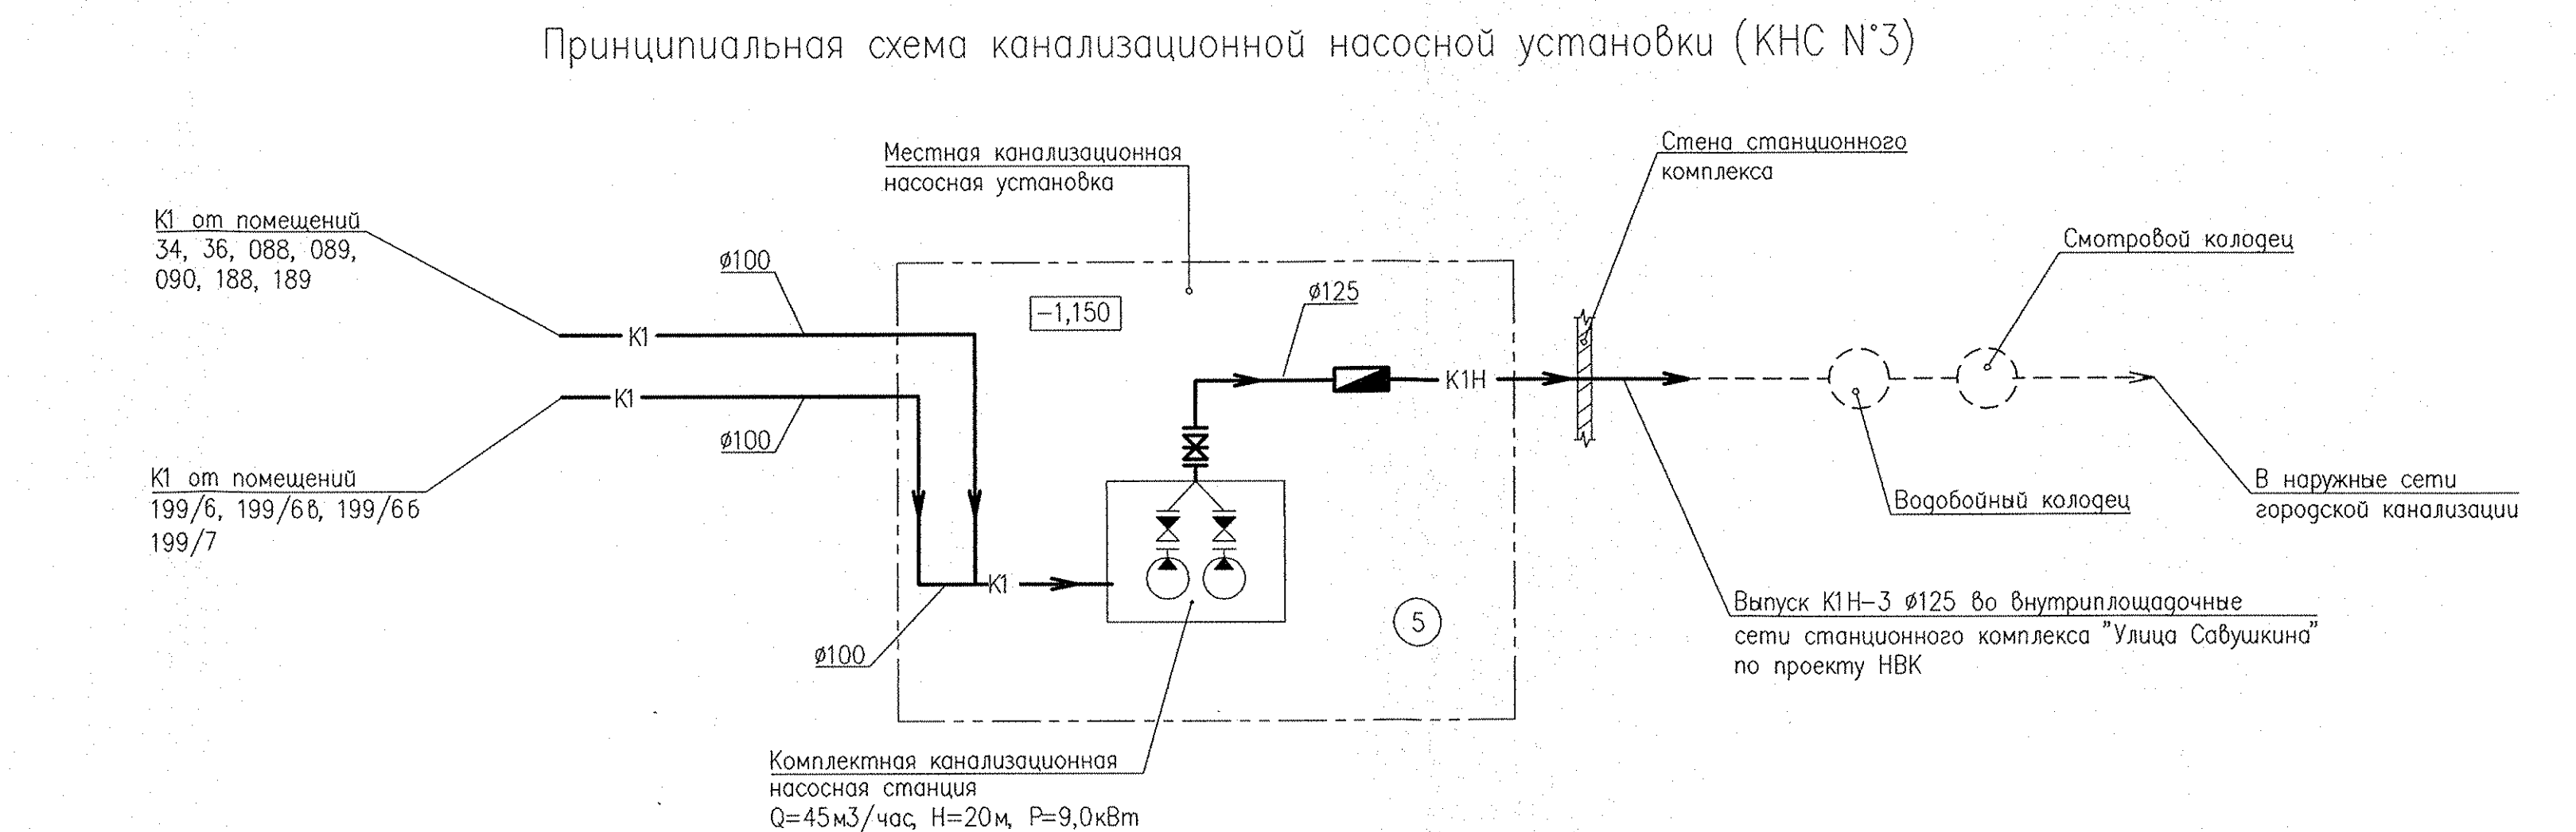 Принципиальная схема канализационной насосной установки (КНС N°3)
Местная канализационная
насосная установка
Стена станционного
комплекса
К1 от помещений
34, 36, 088, 089,
090, 188, 189
Смотровой колодец
ø100
ø125
-1,150
К1
К1Н
К1
ø100
К1 от помещений
199/6, 199/6в, 199/6б
199/7
В наружные сети
городской канализации
Водобойный колодец
К1
5
Выпуск К1Н-3 ø125 во внутриплощадочные
сети станционного комплекса "Улица Савушкина"
по проекту НВК
ø100
Комплектная канализационная
насосная станция
Q=45м3/час, Н=20м, Р=9,0кВт